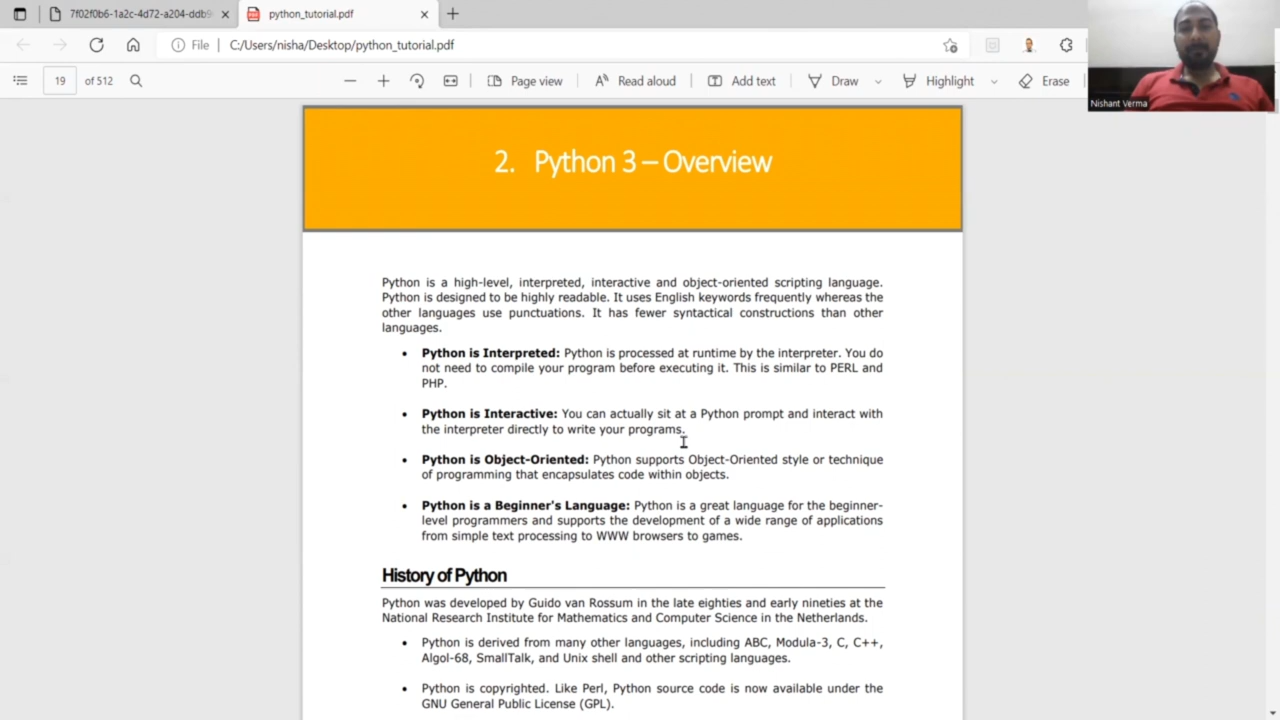 7f02f0b6-1a2c-4d72-a204-ddb9
python_tutorial.pdf
File C:/Users/nisha/Desktop/python_tutorial.pdf
19 of 512 Page view Read aloud Add text Draw Highlight Erase
Nishant Verma
2. Python 3 – Overview
Python is a high-level, interpreted, interactive and object-oriented scripting language.
Python is designed to be highly readable. It uses English keywords frequently whereas the
other languages use punctuations. It has fewer syntactical constructions than other
languages.
• Python is Interpreted: Python is processed at runtime by the interpreter. You do
not need to compile your program before executing it. This is similar to PERL and
PHP.
• Python is Interactive: You can actually sit at a Python prompt and interact with
the interpreter directly to write your programs.
• Python is Object-Oriented: Python supports Object-Oriented style or technique
of programming that encapsulates code within objects.
• Python is a Beginner's Language: Python is a great language for the beginner-
level programmers and supports the development of a wide range of applications
from simple text processing to WWW browsers to games.
History of Python
Python was developed by Guido van Rossum in the late eighties and early nineties at the
National Research Institute for Mathematics and Computer Science in the Netherlands.
• Python is derived from many other languages, including ABC, Modula-3, C, C++,
Algol-68, SmallTalk, and Unix shell and other scripting languages.
• Python is copyrighted. Like Perl, Python source code is now available under the
GNU General Public License (GPL).